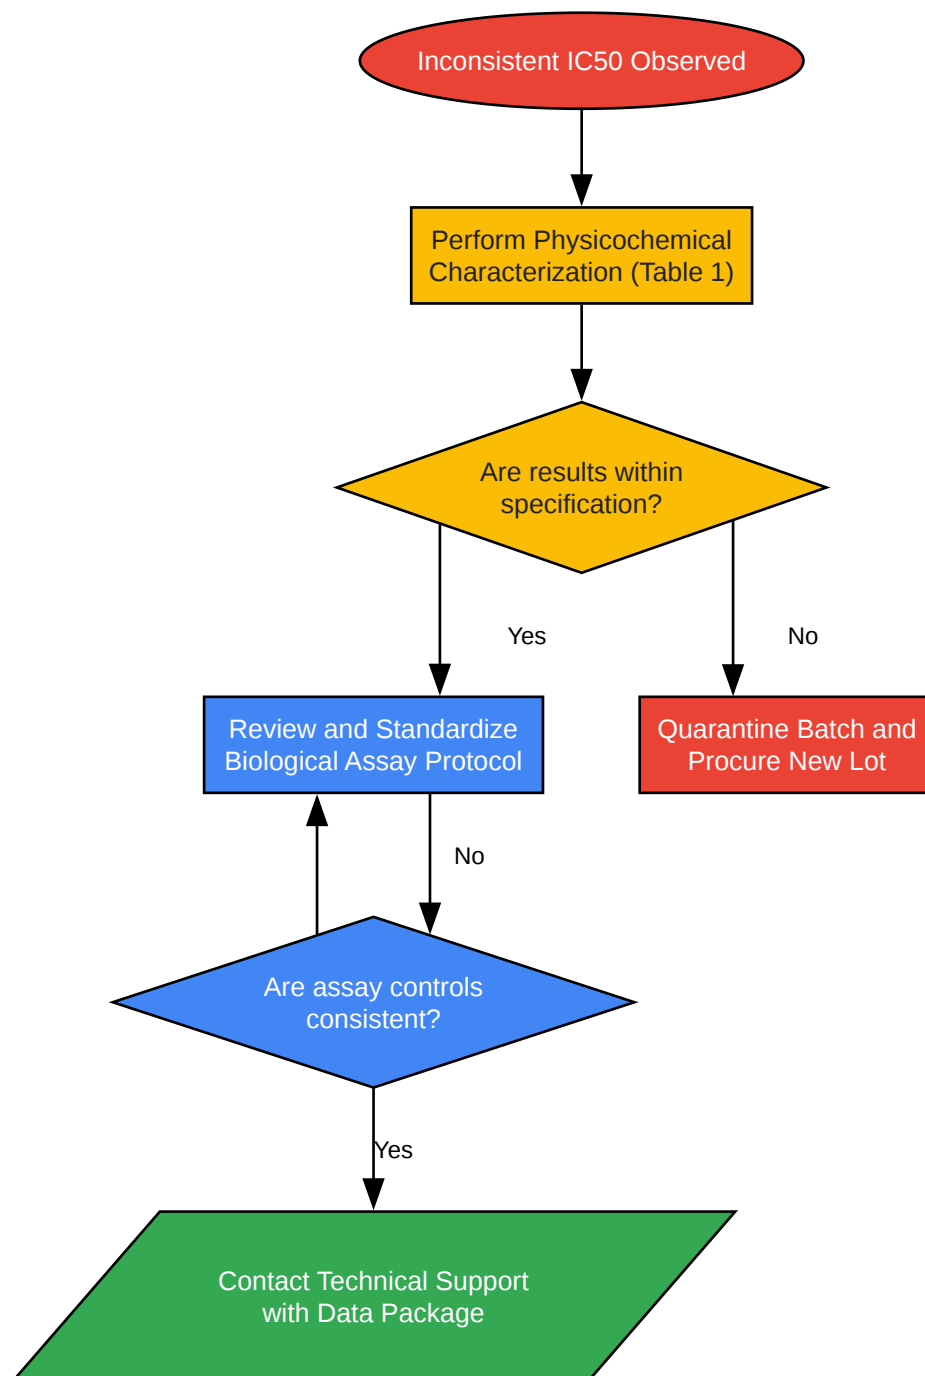 Inconsistent IC50 Observed
Perform Physicochemical
Characterization (Table 1)
Are results within
specification?
Yes
No
Review and Standardize
Biological Assay Protocol
Quarantine Batch and
Procure New Lot
No
Are assay controls
consistent?
Yes
Contact Technical Support
with Data Package